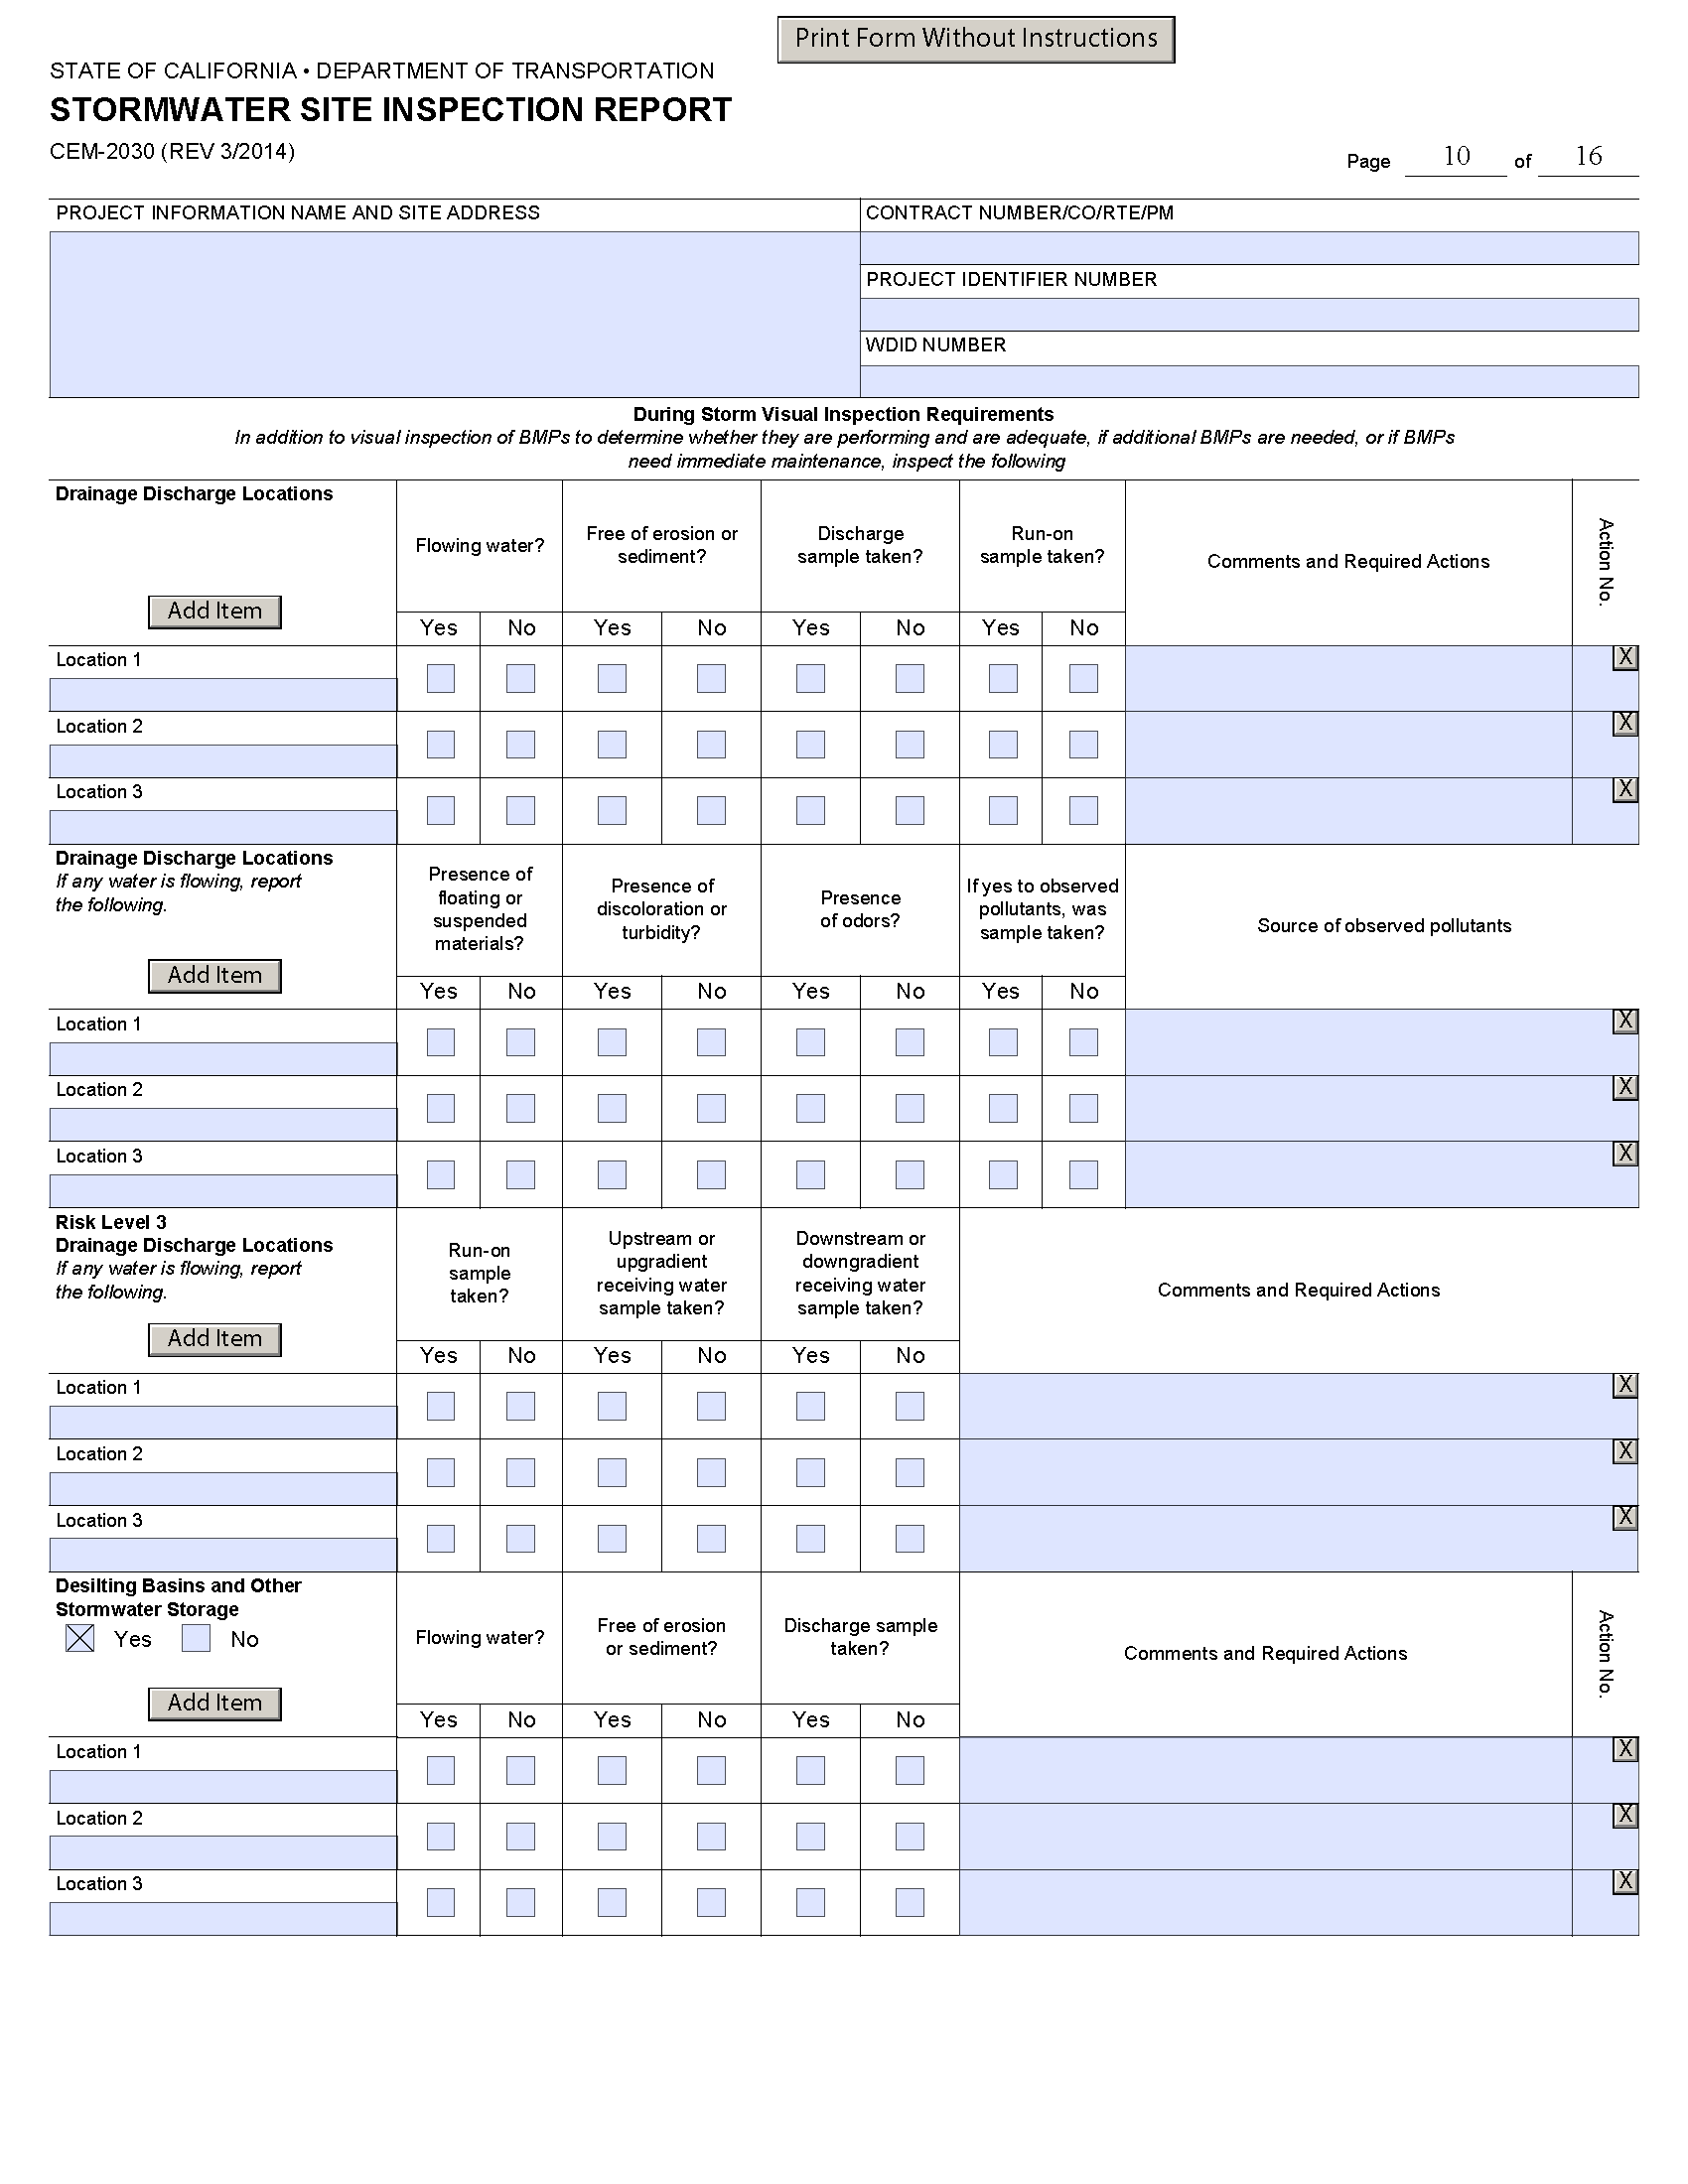 Print Form Without Instructions
STATE OF CALIFORNIA • DEPARTMENT OF TRANSPORTATION
STORMWATER SITE INSPECTION REPORT
CEM-2030 (REV 3/2014)
Page 10 of 16
PROJECT INFORMATION NAME AND SITE ADDRESS
CONTRACT NUMBER/CO/RTE/PM
PROJECT IDENTIFIER NUMBER
WDID NUMBER
During Storm Visual Inspection Requirements
In addition to visual inspection of BMPs to determine whether they are performing and are adequate, if additional BMPs are needed, or if BMPs
need immediate maintenance, inspect the following
Drainage Discharge Locations
Add Item
Flowing water?
Free of erosion or
sediment?
Discharge
sample taken?
Run-on
sample taken?
Comments and Required Actions
Action No.
Yes No Yes No Yes No Yes No
Location 1
X
Location 2
X
Location 3
X
Drainage Discharge Locations
If any water is flowing, report
the following.
Add Item
Presence of
floating or
suspended
materials?
Presence of
discoloration or
turbidity?
Presence
of odors?
If yes to observed
pollutants, was
sample taken?
Source of observed pollutants
Yes No Yes No Yes No Yes No
Location 1
X
Location 2
X
Location 3
X
Risk Level 3
Drainage Discharge Locations
If any water is flowing, report
the following.
Add Item
Run-on
sample
taken?
Upstream or
upgradient
receiving water
sample taken?
Downstream or
downgradient
receiving water
sample taken?
Comments and Required Actions
Yes No Yes No Yes No
Location 1
X
Location 2
X
Location 3
X
Desilting Basins and Other
Stormwater Storage
Yes No
Add Item
Flowing water?
Free of erosion
or sediment?
Discharge sample
taken?
Comments and Required Actions
Action No.
Yes No Yes No Yes No
Location 1
X
Location 2
X
Location 3
X